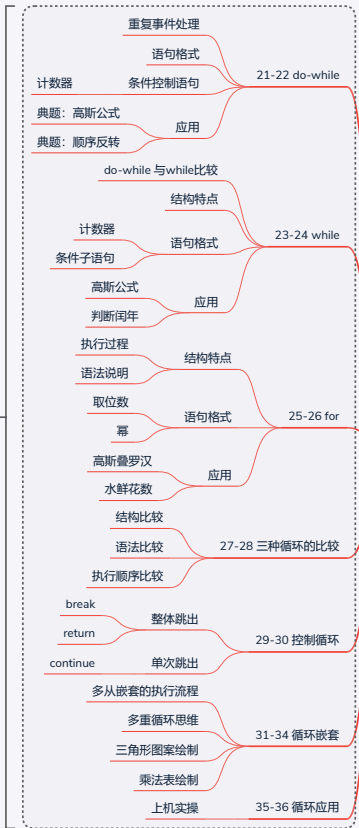 21-22 do-while
重复事件处理
语句格式
条件控制语句
计数器
应用
典题：高斯公式
典题：顺序反转
23-24 while
do-while 与while比较
结构特点
语句格式
计数器
条件子语句
应用
高斯公式
判断闰年
25-26 for
结构特点
执行过程
语法说明
语句格式
取位数
幂
应用
高斯叠罗汉
水鲜花数
27-28 三种循环的比较
结构比较
语法比较
执行顺序比较
29-30 控制循环
整体跳出
break
return
单次跳出
continue
31-34 循环嵌套
多从嵌套的执行流程
多重循环思维
三角形图案绘制
乘法表绘制
35-36 循环应用
上机实操